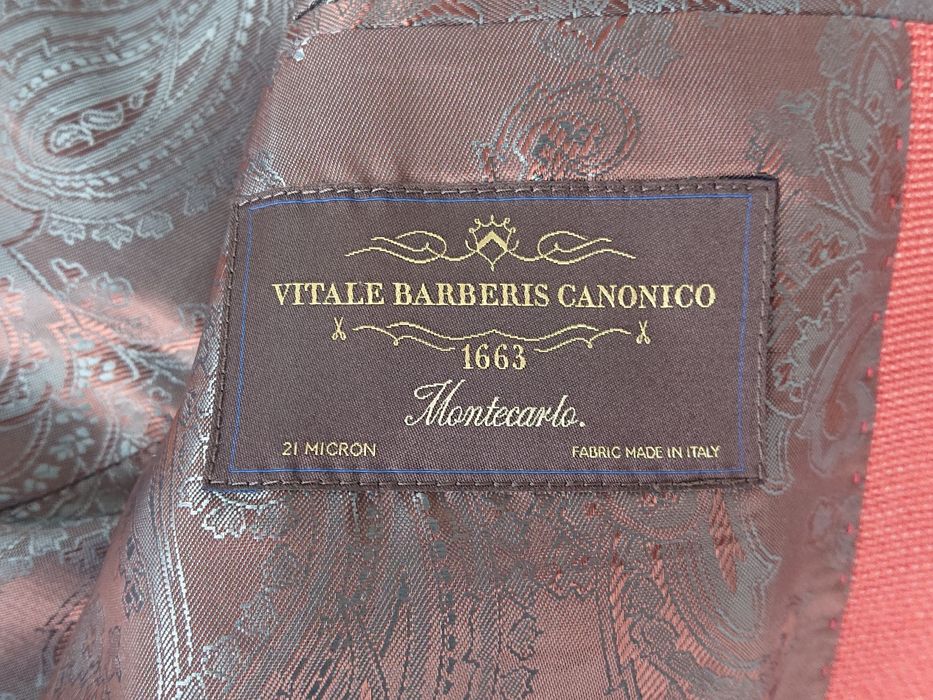 VITALE BARBERIS CANONICO
1663
Montecarlo.
21 MICRON
FABRIC MADE IN ITALY